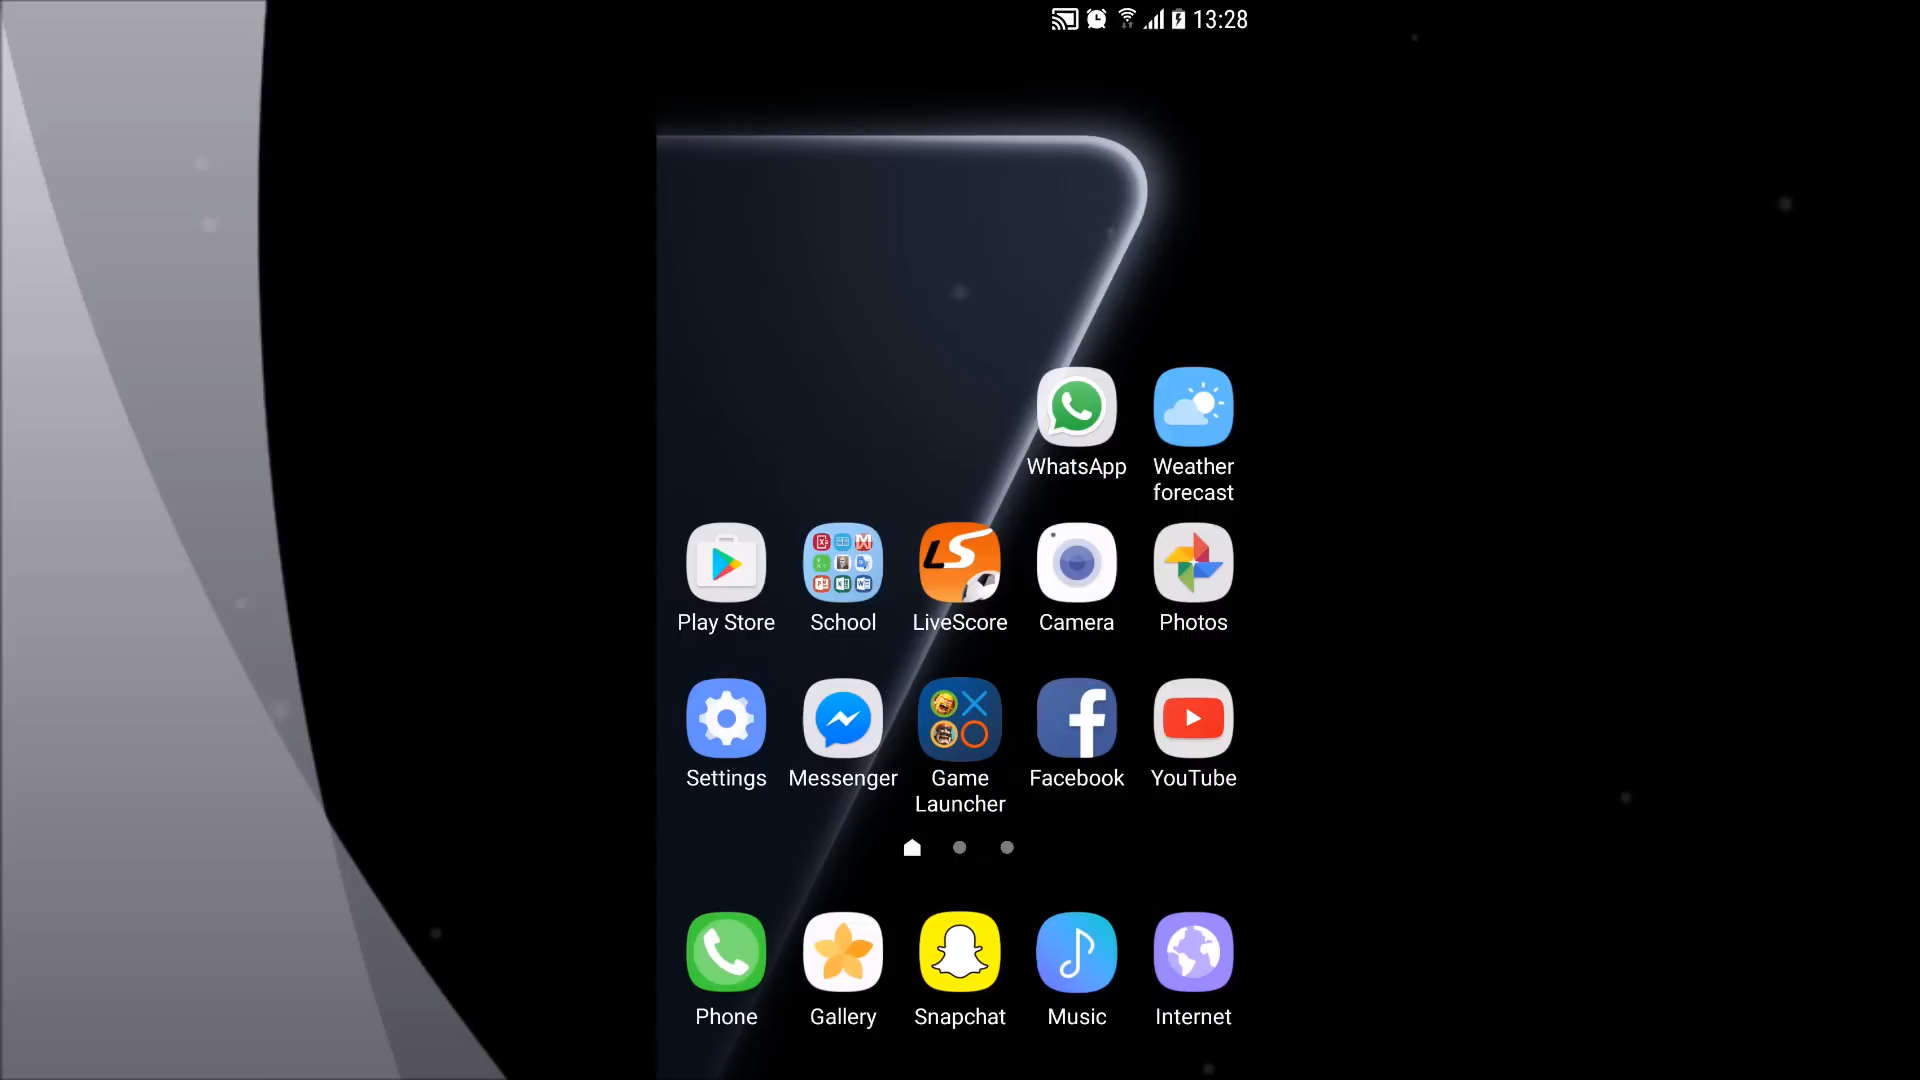 13:28
WhatsApp
Weather
forecast
LS
Play Store
School
LiveScore
Camera
Photos
Settings
Messenger
Game
Launcher
Facebook
YouTube
Phone
Gallery
Snapchat
Music
Internet